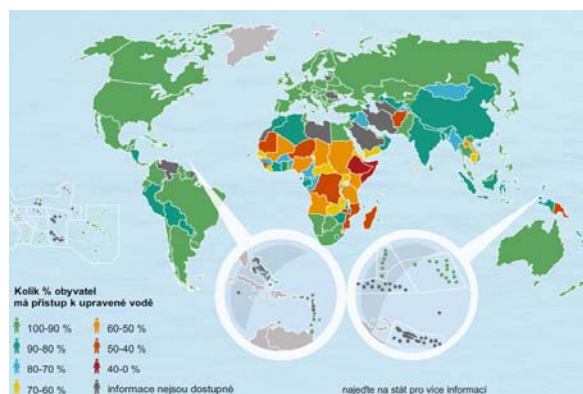 Kolik % obyvatel
má přístup k upravené vodě
100-90 %
90-80 %
80-70 %
70-60 %
60-50 %
50-40 %
40-0 %
informace nejsou dostupné
najeďte na stát pro více informací